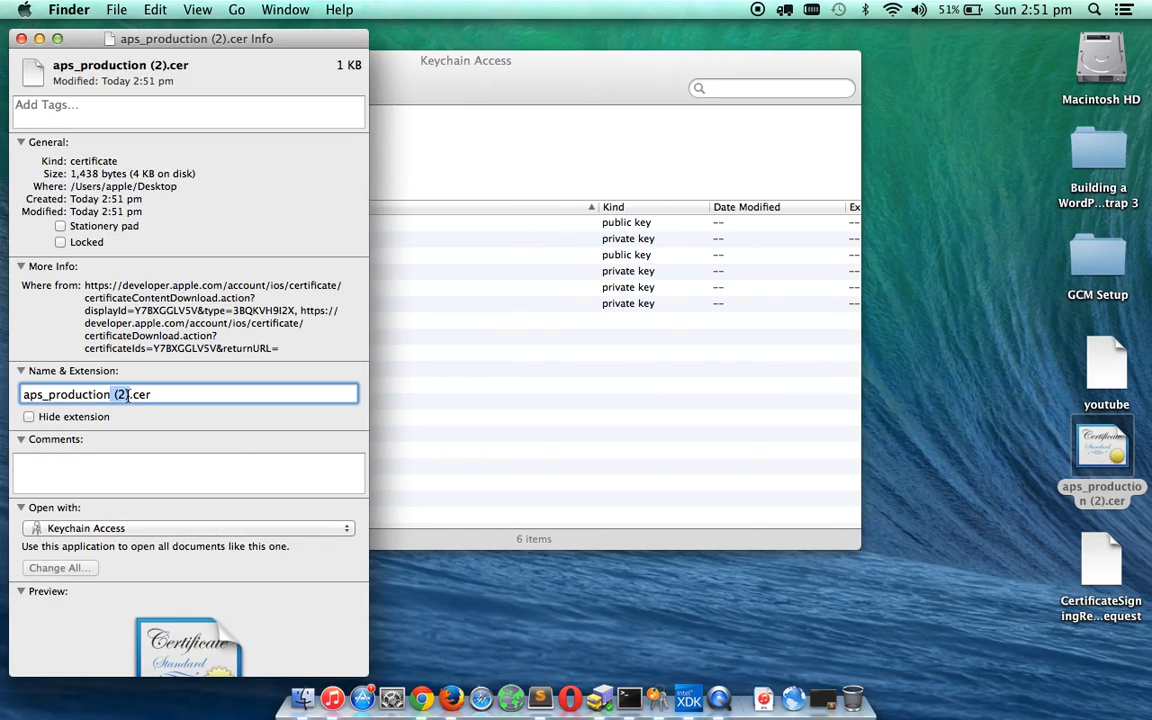 Finder File Edit View Go Window Help 51% Sun 2:51 pm
aps_production (2).cer Info
aps_production (2).cer 1 KB
Modified: Today 2:51 pm
Add Tags...
General:
Kind: certificate
Size: 1,438 bytes (4 KB on disk)
Where: /Users/apple/Desktop
Created: Today 2:51 pm
Modified: Today 2:51 pm
Stationery pad
Locked
More Info:
Where from: https://developer.apple.com/account/ios/certificate/
certificateContentDownload.action?
displayId=Y7BXGGLV5V&type=3BQKVH9I2X, https://
developer.apple.com/account/ios/certificate/
certificateDownload.action?
certificateIds=Y7BXGGLV5V&returnURL=
Name & Extension:
aps_production (2).cer
Hide extension
Comments:
Open with:
Keychain Access
Use this application to open all documents like this one.
Change All...
Preview:
Certificate
Standard
Keychain Access
Kind Date Modified Ex
public key -- --
private key -- --
public key -- --
private key -- --
private key -- --
private key -- --
6 items
Macintosh HD
Building a
WordP...trap 3
GCM Setup
youtube
Certificate
Standard
aps_productio
n (2).cer
CertificateSigni
ngRe...equest
intel
XDK